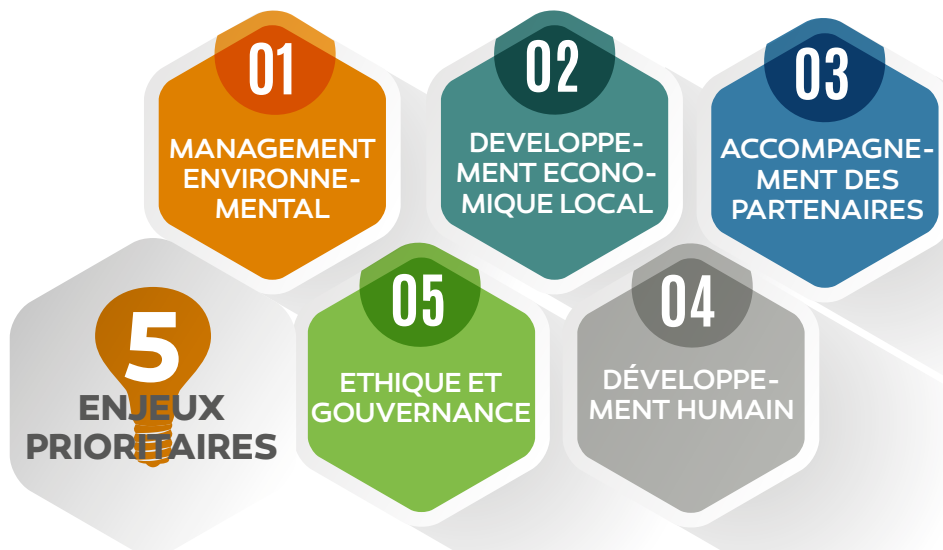 01
MANAGEMENT
ENVIRONNE-
MENTAL
02
DEVELOPPE-
MENT ECONO-
MIQUE LOCAL
03
ACCOMPAGNE-
MENT DES
PARTENAIRES
5
ENJEUX
PRIORITAIRES
05
ETHIQUE ET
GOUVERNANCE
04
DÉVELOPPE-
MENT HUMAIN